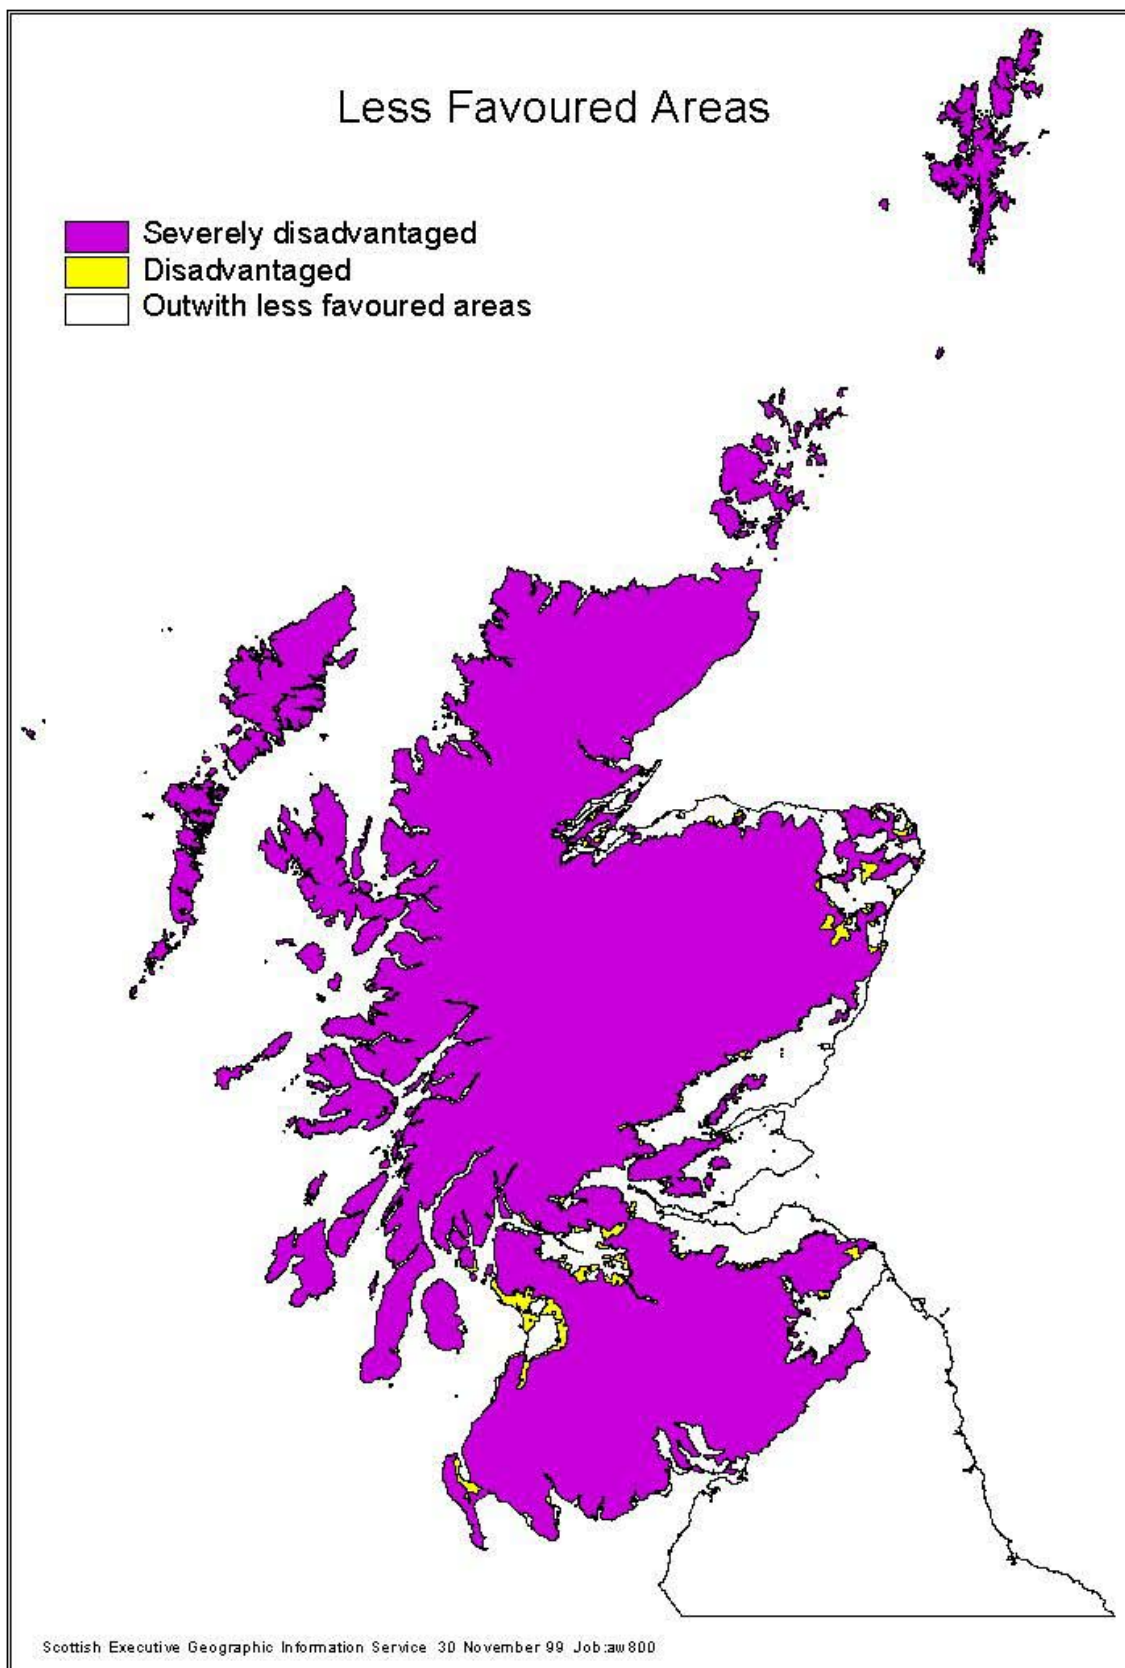 Less Favoured Areas
Severely disadvantaged
Disadvantaged
Outwith less favoured areas
Scottish Executive Geographic Information Service 30 November 99 Job:aw800